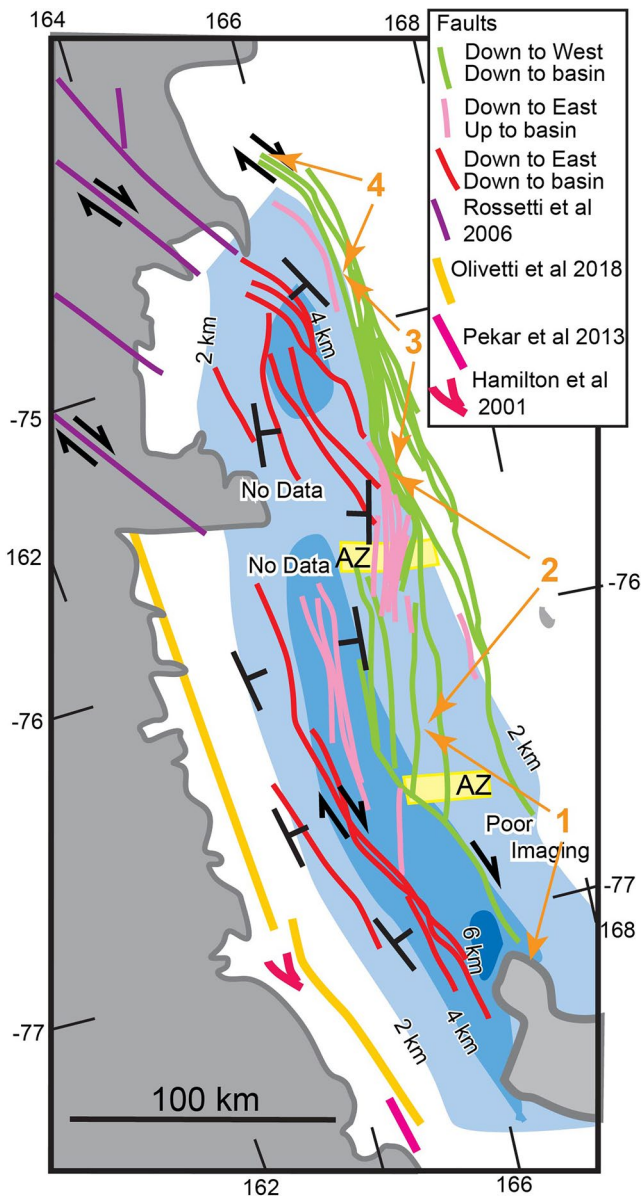 164
166
168
Faults
Down to West
Down to basin
Down to East
Up to basin
Down to East
Down to basin
Rossetti et al
2006
Olivetti et al 2018
Pekar et al 2013
Hamilton et al
2001
4
3
2 km
4 km
-75
No Data
No Data
AZ
162
2
-76
-76
2 km
AZ
1
Poor
Imaging
-77
168
6 km
4 km
2 km
-77
100 km
162
166